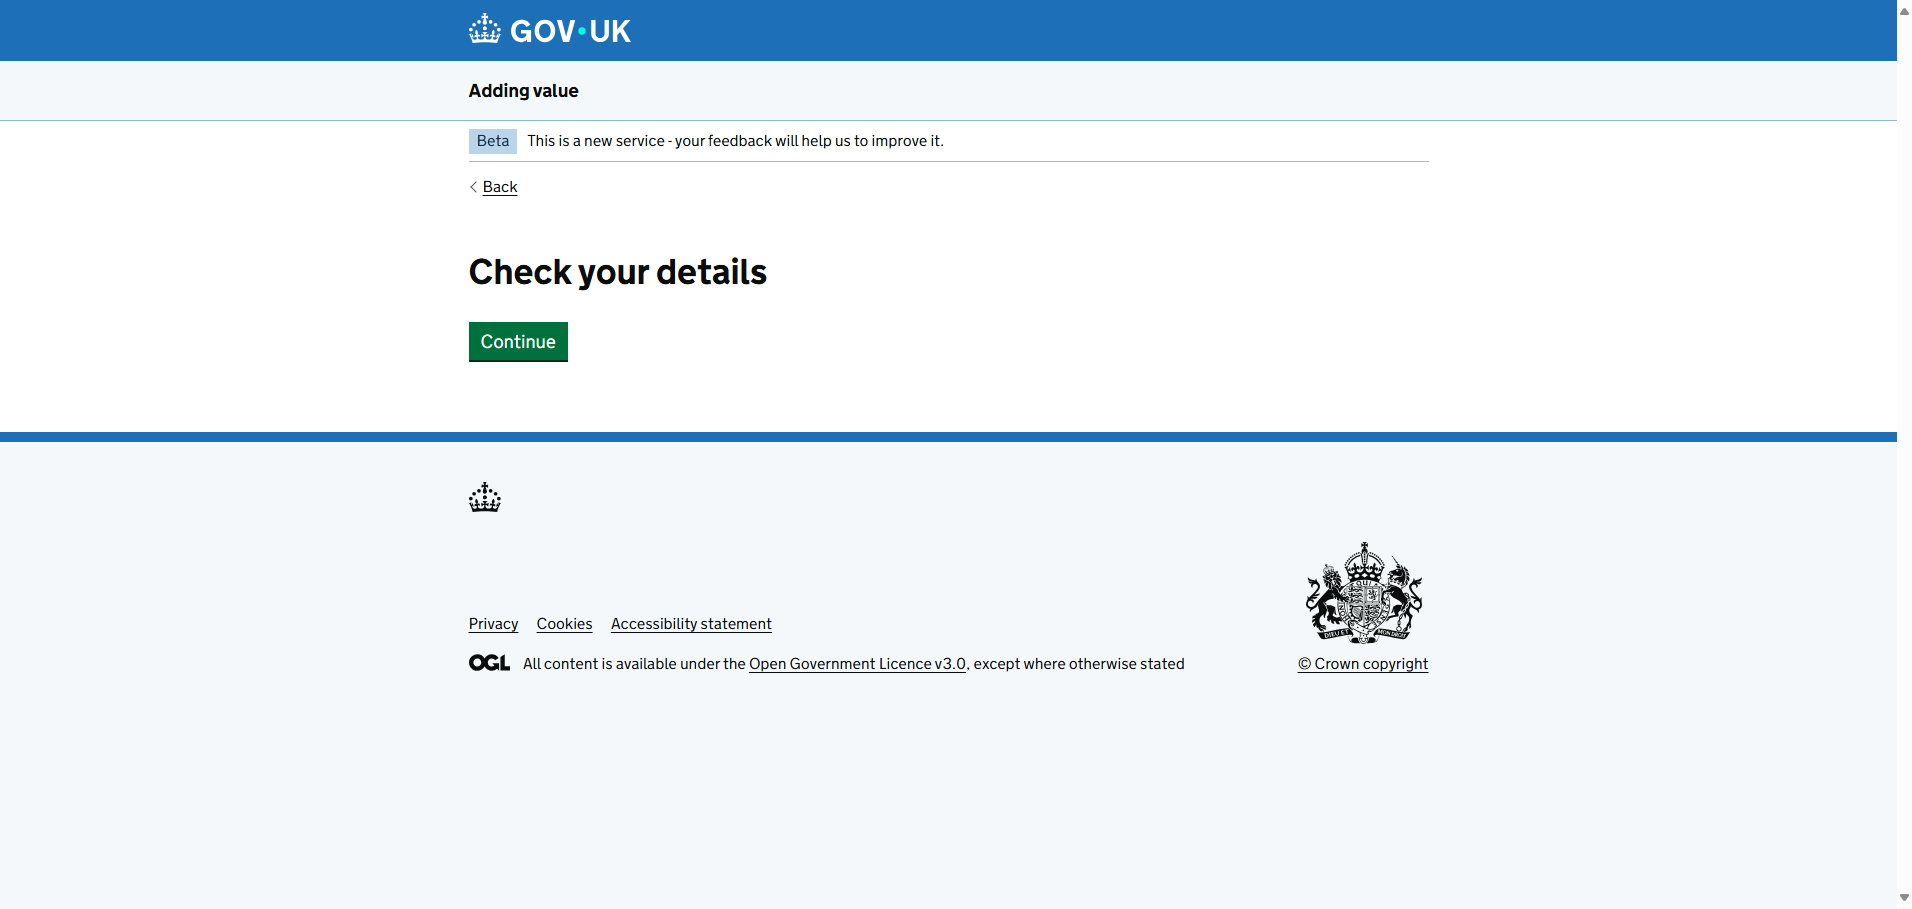 GOV·UK
Adding value
Beta This is a new service - your feedback will help us to improve it.
Back
Check your details
Continue
Privacy Cookies Accessibility statement
OGL All content is available under the Open Government Licence v3.0, except where otherwise stated
© Crown copyright